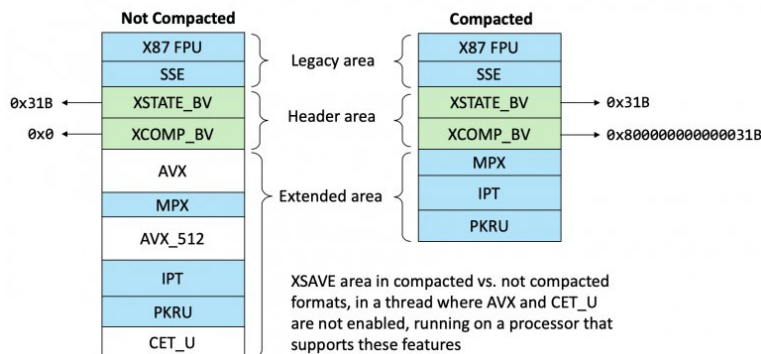 Not Compacted
X87 FPU
SSE
0x31B
XSTATE_BV
0x0
XCOMP_BV
AVX
MPX
AVX_512
IPT
PKRU
CET_U
Legacy area
Header area
Extended area
Compacted
X87 FPU
SSE
XSTATE_BV
0x31B
XCOMP_BV
0x800000000000031B
MPX
IPT
PKRU
XSAVE area in compacted vs. not compacted
formats, in a thread where AVX and CET_U
are not enabled, running on a processor that
supports these features